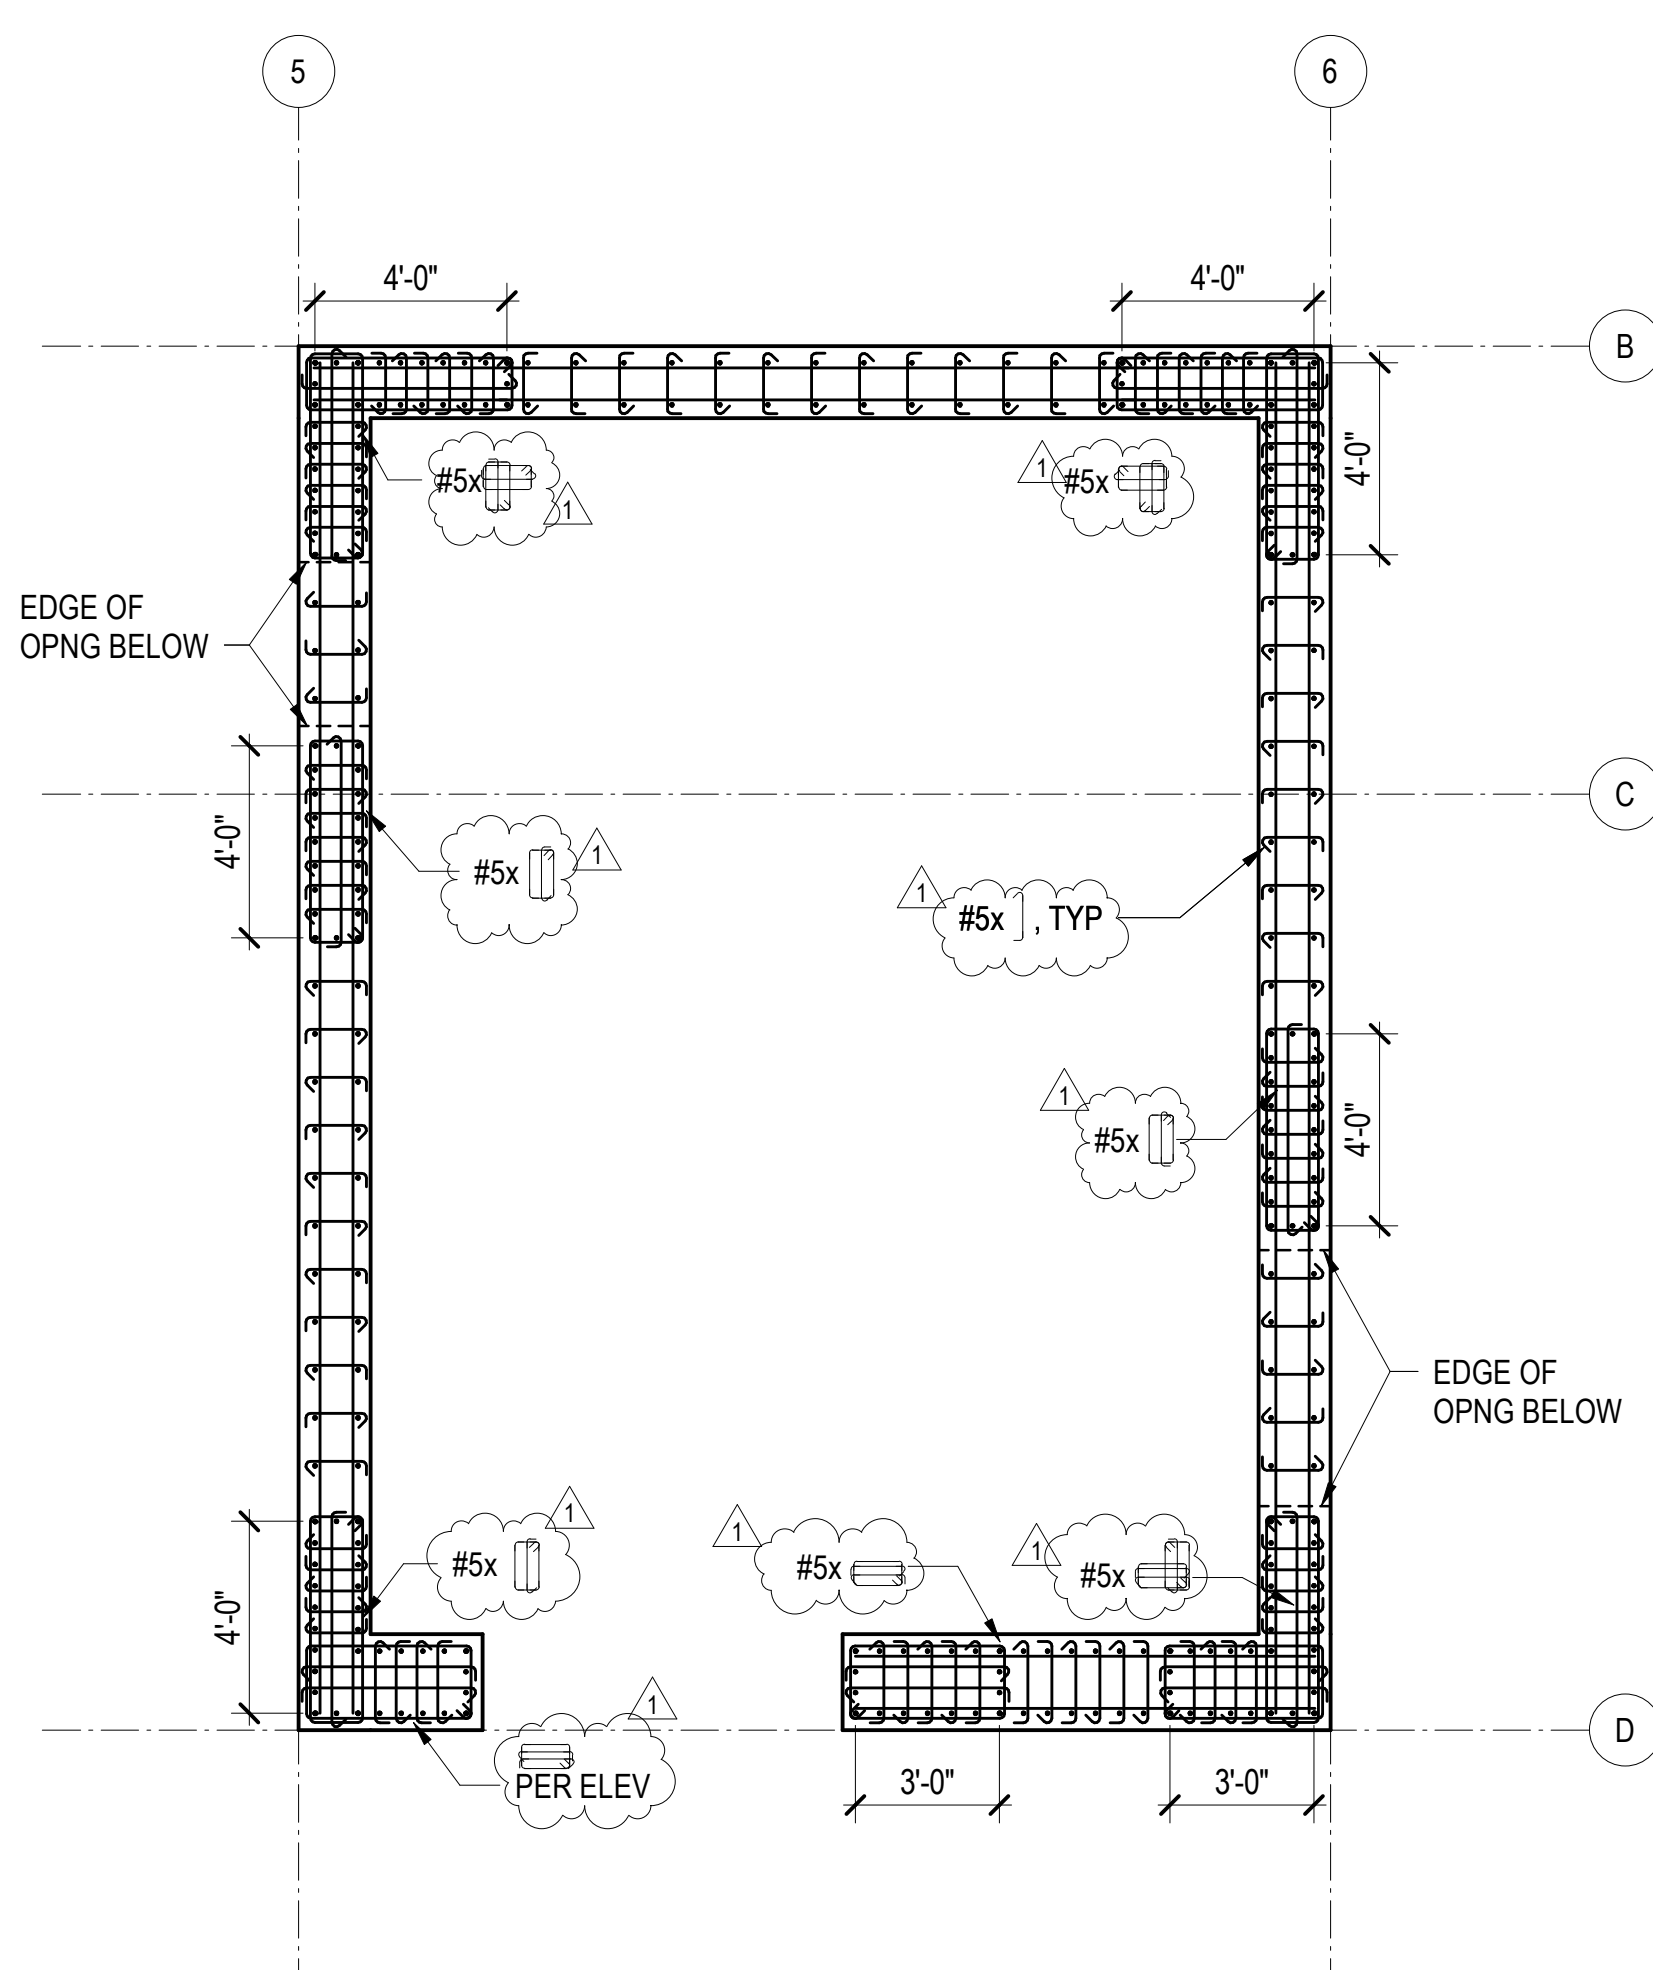 5
6
4'-0"
4'-0"
B
4'-0"
#5x
1
1
#5x
EDGE OF
OPNG BELOW
C
4'-0"
#5x
1
1
#5x , TYP
1
#5x
4'-0"
EDGE OF
OPNG BELOW
4'-0"
#5x
1
1
#5x
1
#5x
1
PER ELEV
D
3'-0"
3'-0"